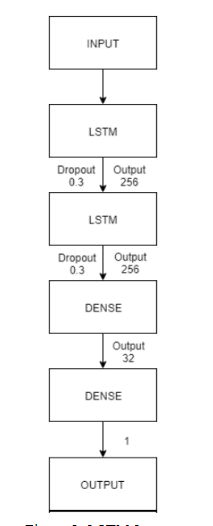 INPUT
LSTM
Dropout Output
0.3 256
LSTM
Dropout Output
0.3 256
DENSE
Output
32
DENSE
1
OUTPUT